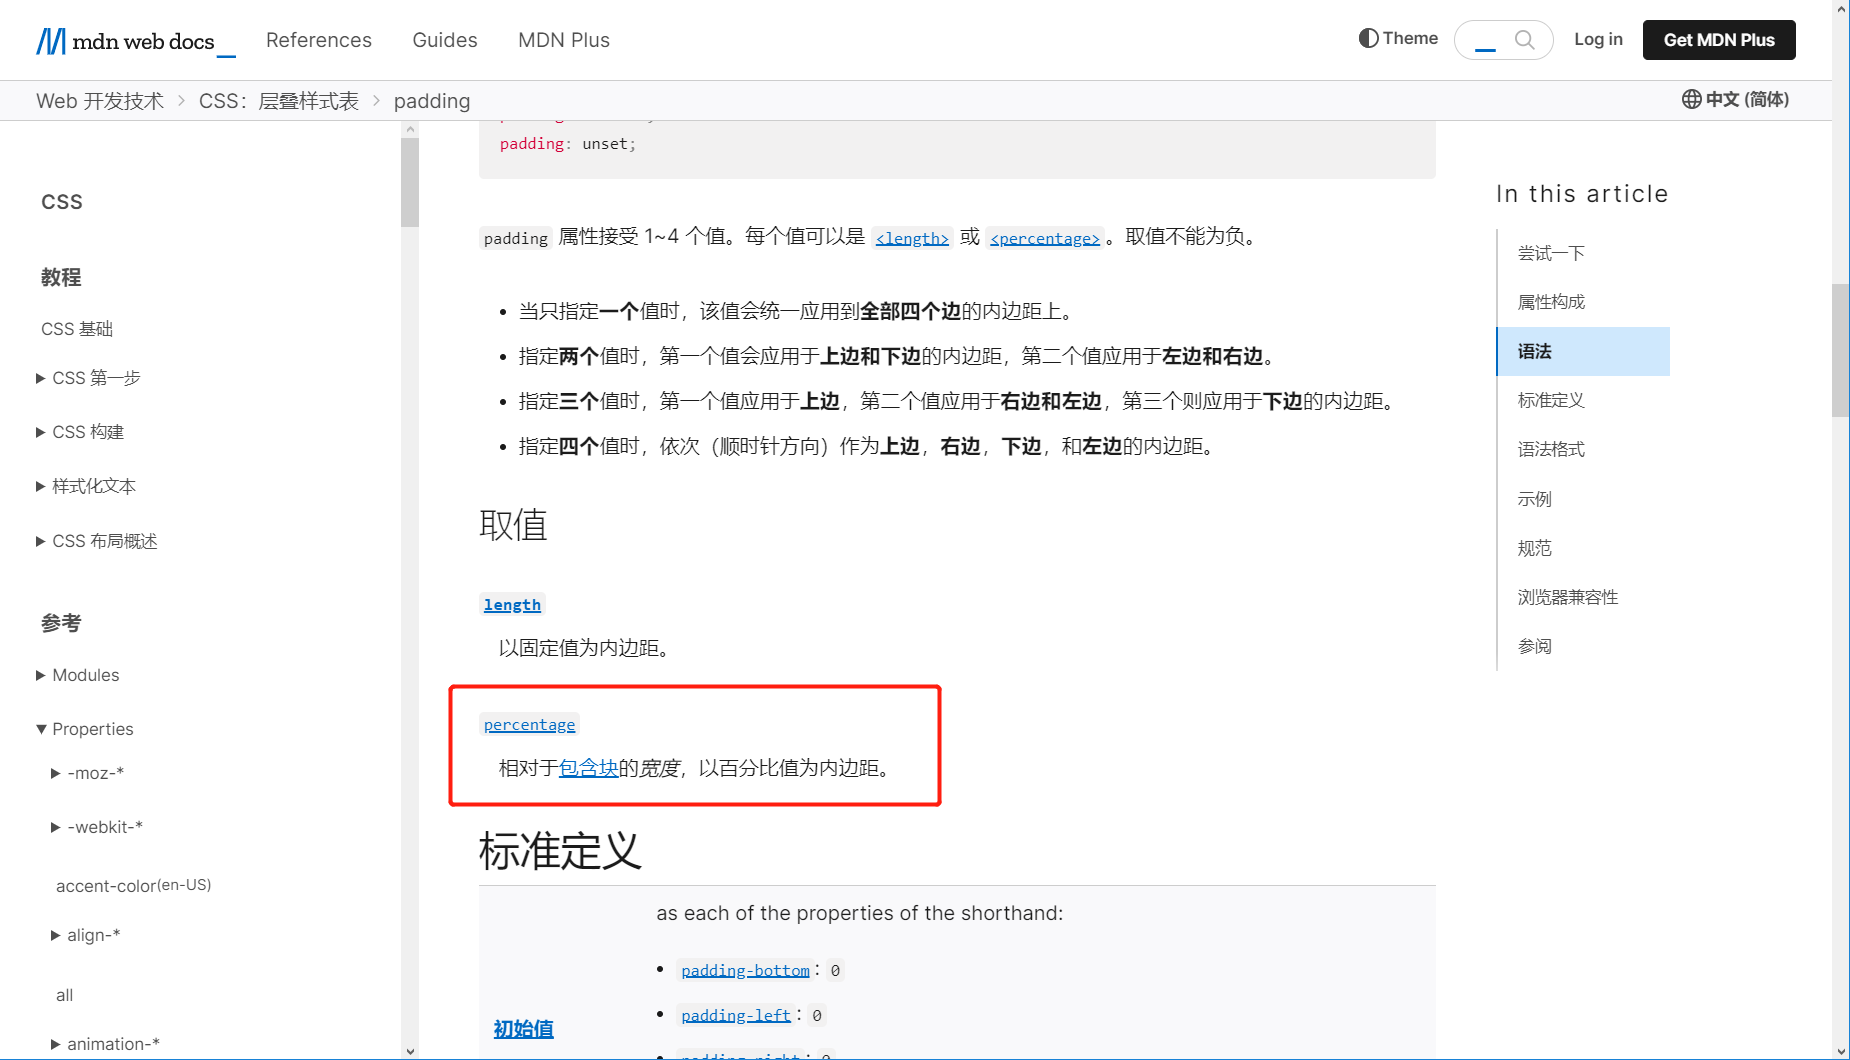 mdn web docs_
References
Guides
MDN Plus
Theme
Log in
Get MDN Plus
Web 开发技术 > CSS：层叠样式表 > padding
中文 (简体)
CSS
教程
CSS 基础
CSS 第一步
CSS 构建
样式化文本
CSS 布局概述
参考
Modules
Properties
-moz-*
-webkit-*
accent-color(en-US)
align-*
all
animation-*
padding: unset;
padding 属性接受 1~4 个值。每个值可以是 <length> 或 <percentage> 。取值不能为负。
当只指定一个值时，该值会统一应用到全部四个边的内边距上。
指定两个值时，第一个值会应用于上边和下边的内边距，第二个值应用于左边和右边。
指定三个值时，第一个值应用于上边，第二个值应用于右边和左边，第三个则应用于下边的内边距。
指定四个值时，依次（顺时针方向）作为上边，右边，下边，和左边的内边距。
取值
length
以固定值为内边距。
percentage
相对于包含块的宽度，以百分比值为内边距。
标准定义
初始值
as each of the properties of the shorthand:
padding-bottom: 0
padding-left: 0
padding-right: 0
In this article
尝试一下
属性构成
语法
标准定义
语法格式
示例
规范
浏览器兼容性
参阅